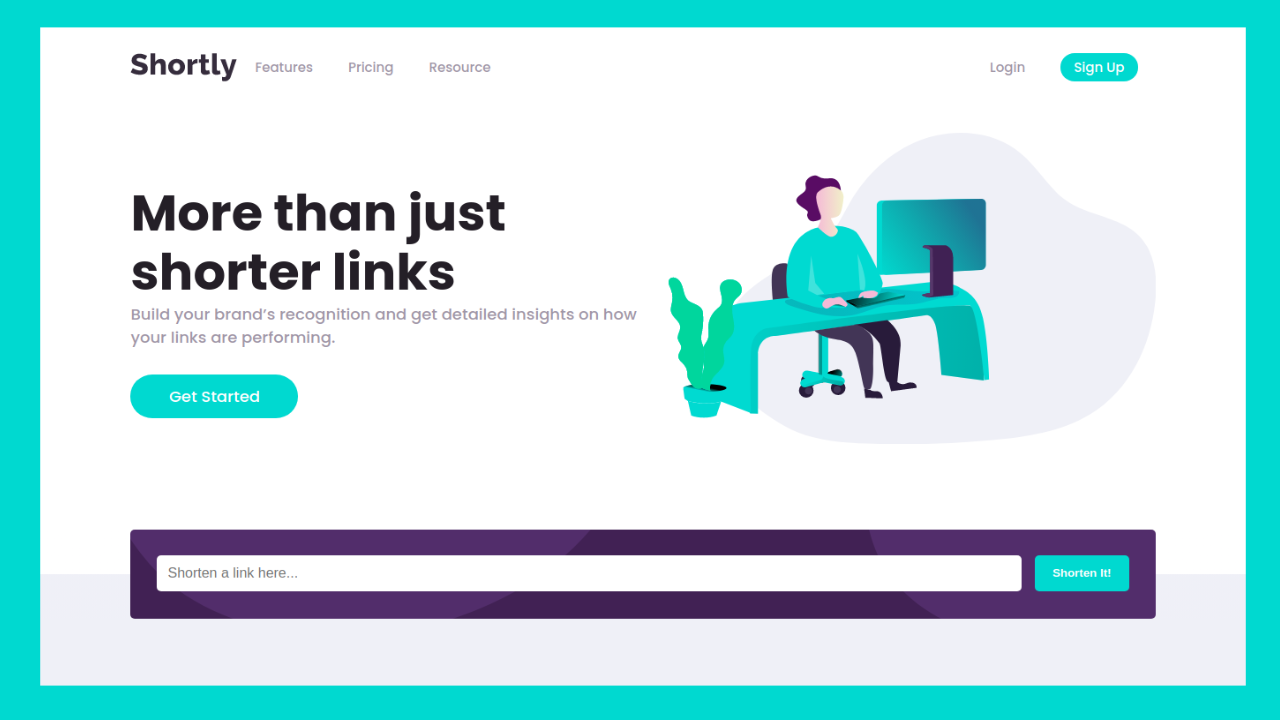 Shortly Features Pricing Resource Login Sign Up
More than just
shorter links
Build your brand’s recognition and get detailed insights on how
your links are performing.
Get Started
Shorten a link here... Shorten It!